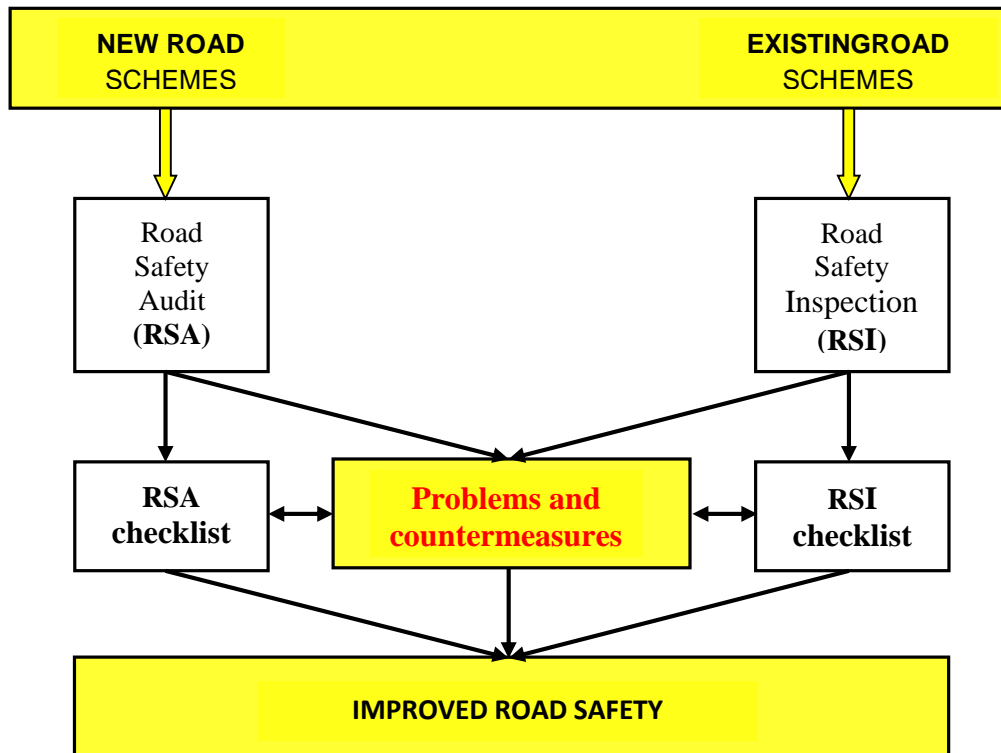 NEW ROAD
SCHEMES
EXISTINGROAD
SCHEMES
Road
Safety
Audit
(RSA)
Road
Safety
Inspection
(RSI)
RSA
checklist
Problems and
countermeasures
RSI
checklist
IMPROVED ROAD SAFETY